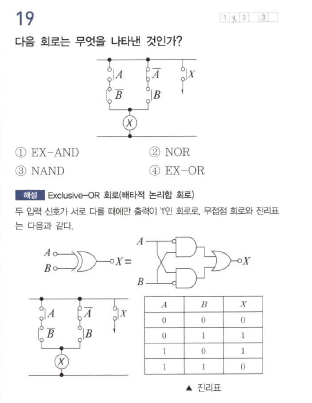 19
1 2 3
다음 회로는 무엇을 나타낸 것인가?
A A̅ X
B̅ B
X
① EX-AND ② NOR
③ NAND ④ EX-OR
해설 Exclusive-OR 회로(배타적 논리합 회로)
두 입력 신호가 서로 다를 때에만 출력이 '1'인 회로로, 무접점 회로와 진리표
는 다음과 같다.
A
B
X =
A
B
X
A A̅ X
B̅ B
X
A B X
0 0 0
0 1 1
1 0 1
1 1 0
▲ 진리표